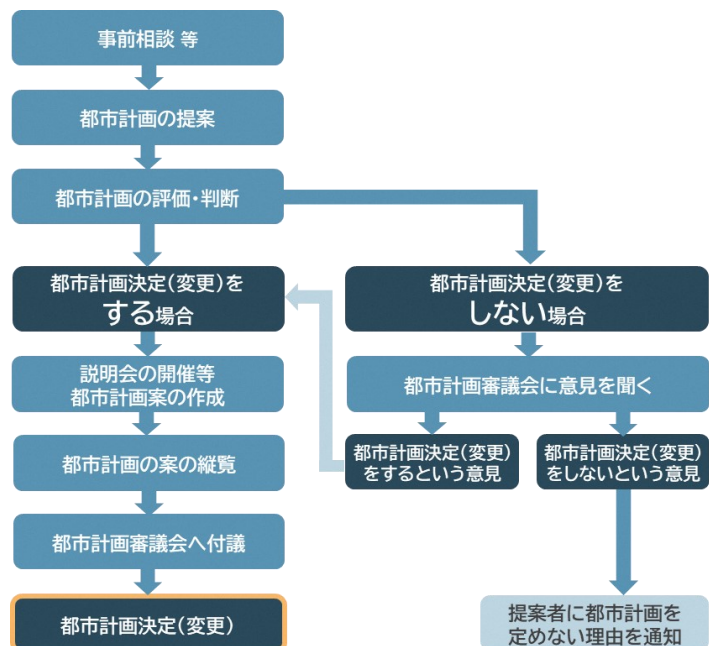 事前相談 等
都市計画の提案
都市計画の評価・判断
都市計画決定(変更)を
する場合
説明会の開催等
都市計画案の作成
都市計画の案の縦覧
都市計画審議会へ付議
都市計画決定(変更)
都市計画決定(変更)を
しない場合
都市計画審議会に意見を聞く
都市計画決定(変更)
をするという意見
都市計画決定(変更)
をしないという意見
提案者に都市計画を
定めない理由を通知